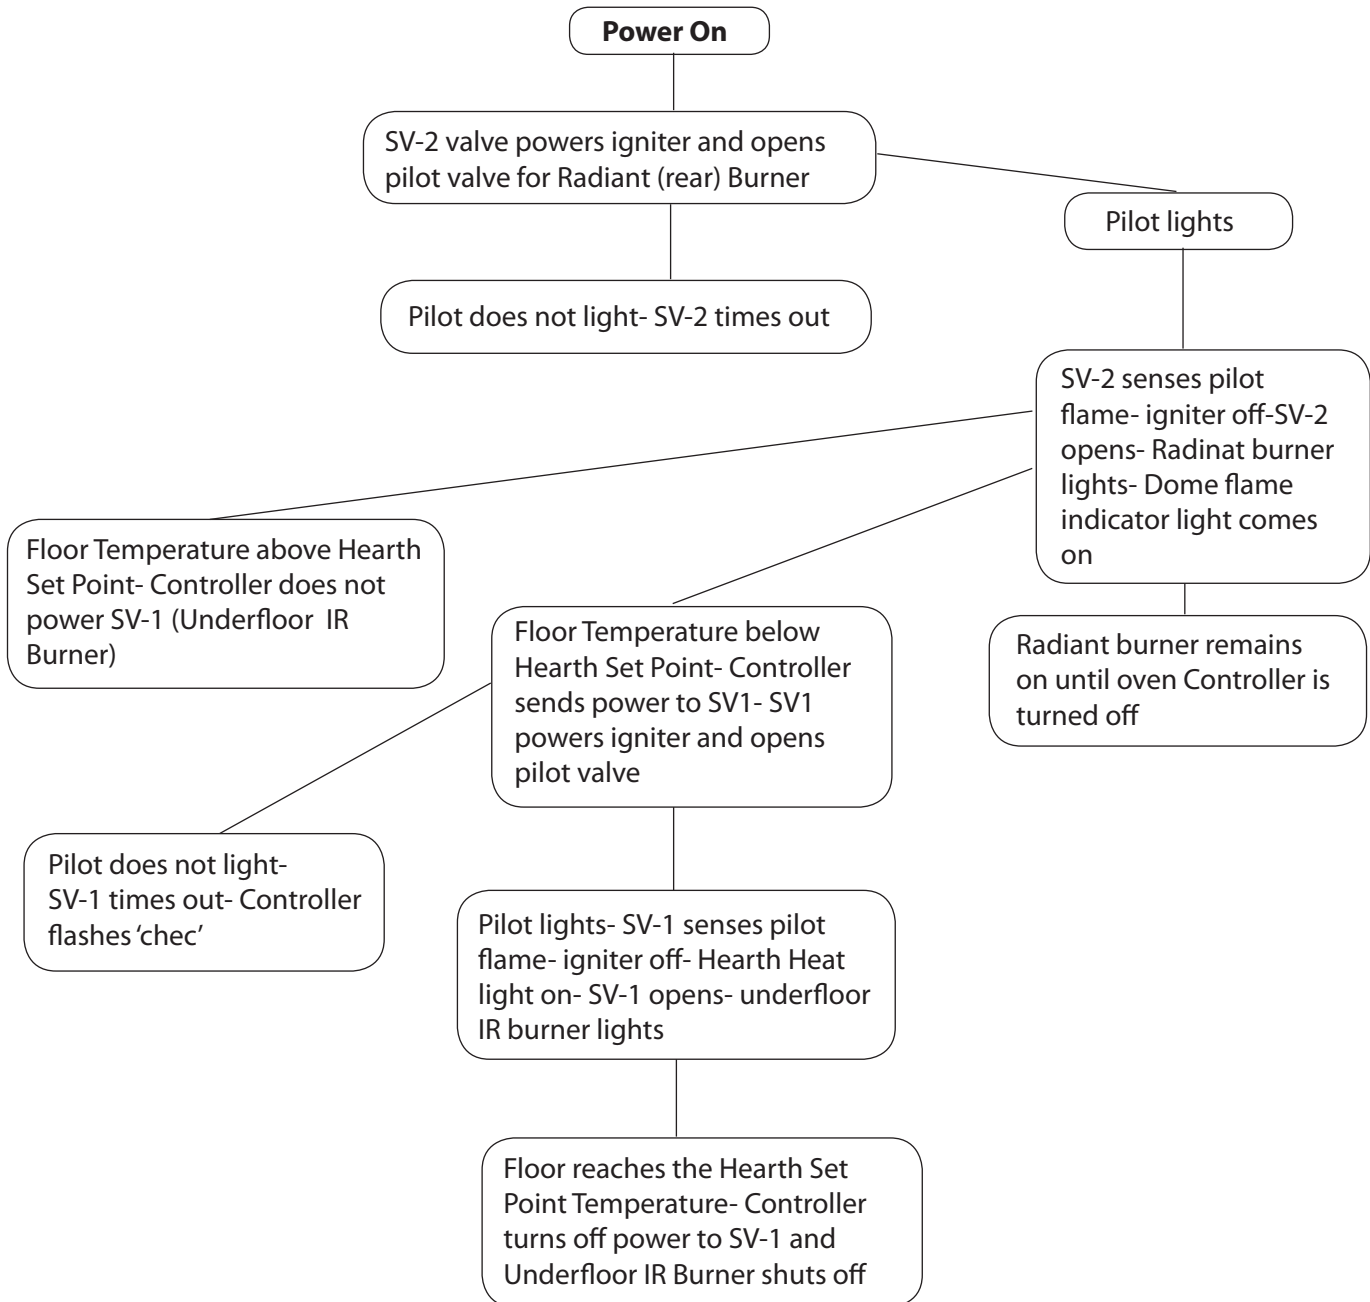 Power On
SV-2 valve powers igniter and opens
pilot valve for Radiant (rear) Burner
Pilot lights
Pilot does not light- SV-2 times out
SV-2 senses pilot
flame- igniter off-SV-2
opens- Radinat burner
lights- Dome flame
indicator light comes
on
Floor Temperature above Hearth
Set Point- Controller does not
power SV-1 (Underfloor  IR
Burner)
Floor Temperature below
Hearth Set Point- Controller
sends power to SV1- SV1
powers igniter and opens
pilot valve
Radiant burner remains
on until oven Controller is
turned off
Pilot does not light-
SV-1 times out- Controller
flashes ‘chec’
Pilot lights- SV-1 senses pilot
flame- igniter off- Hearth Heat
light on- SV-1 opens- underfloor
IR burner lights
Floor reaches the Hearth Set
Point Temperature- Controller
turns off power to SV-1 and
Underfloor IR Burner shuts off